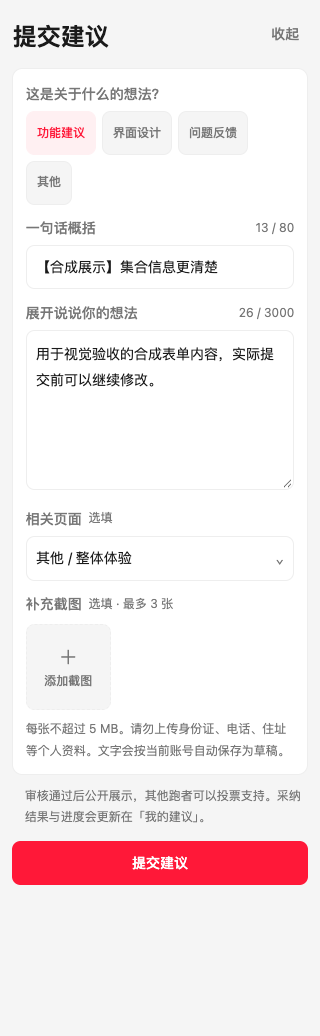 提交建议 收起
这是关于什么的想法?
功能建议 界面设计 问题反馈
其他
一句话概括 13 / 80
【合成展示】集合信息更清楚
展开说说你的想法 26 / 3000
用于视觉验收的合成表单内容，实际提
交前可以继续修改。
相关页面 选填
其他 / 整体体验
补充截图 选填 · 最多 3 张
添加截图
每张不超过 5 MB。请勿上传身份证、电话、住址
等个人资料。文字会按当前账号自动保存为草稿。
审核通过后公开展示，其他跑者可以投票支持。采纳
结果与进度会更新在「我的建议」。
提交建议